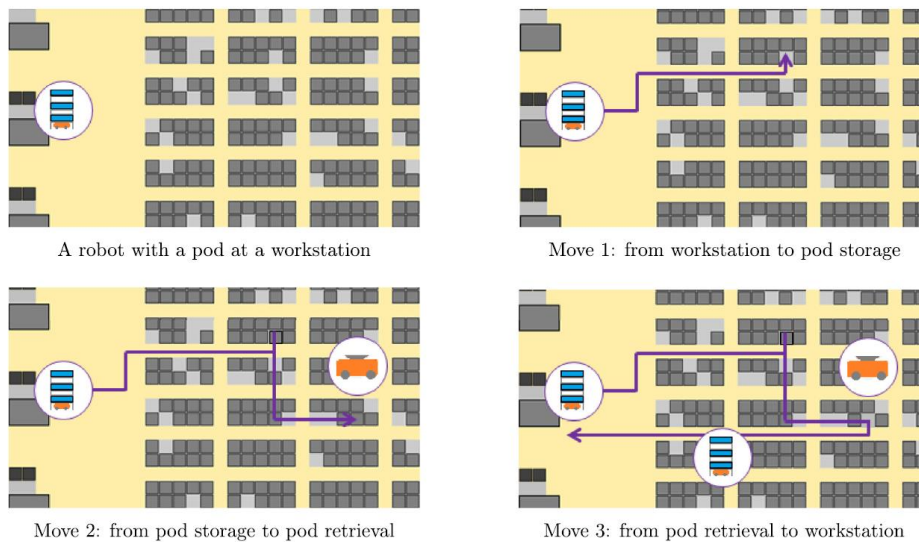 A robot with a pod at a workstation
Move 1: from workstation to pod storage
Move 2: from pod storage to pod retrieval
Move 3: from pod retrieval to workstation